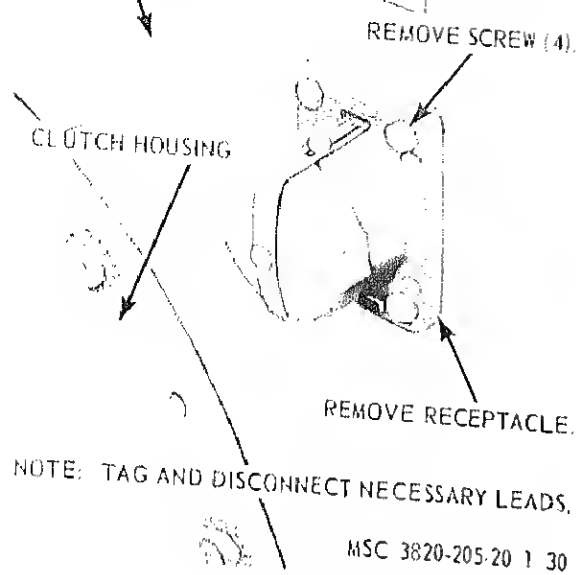 REMOVE SCREW (4).
CLUTCH HOUSING
REMOVE RECEPTACLE.
NOTE: TAG AND DISCONNECT NECESSARY LEADS.
MSC 3820-205-20 1 30